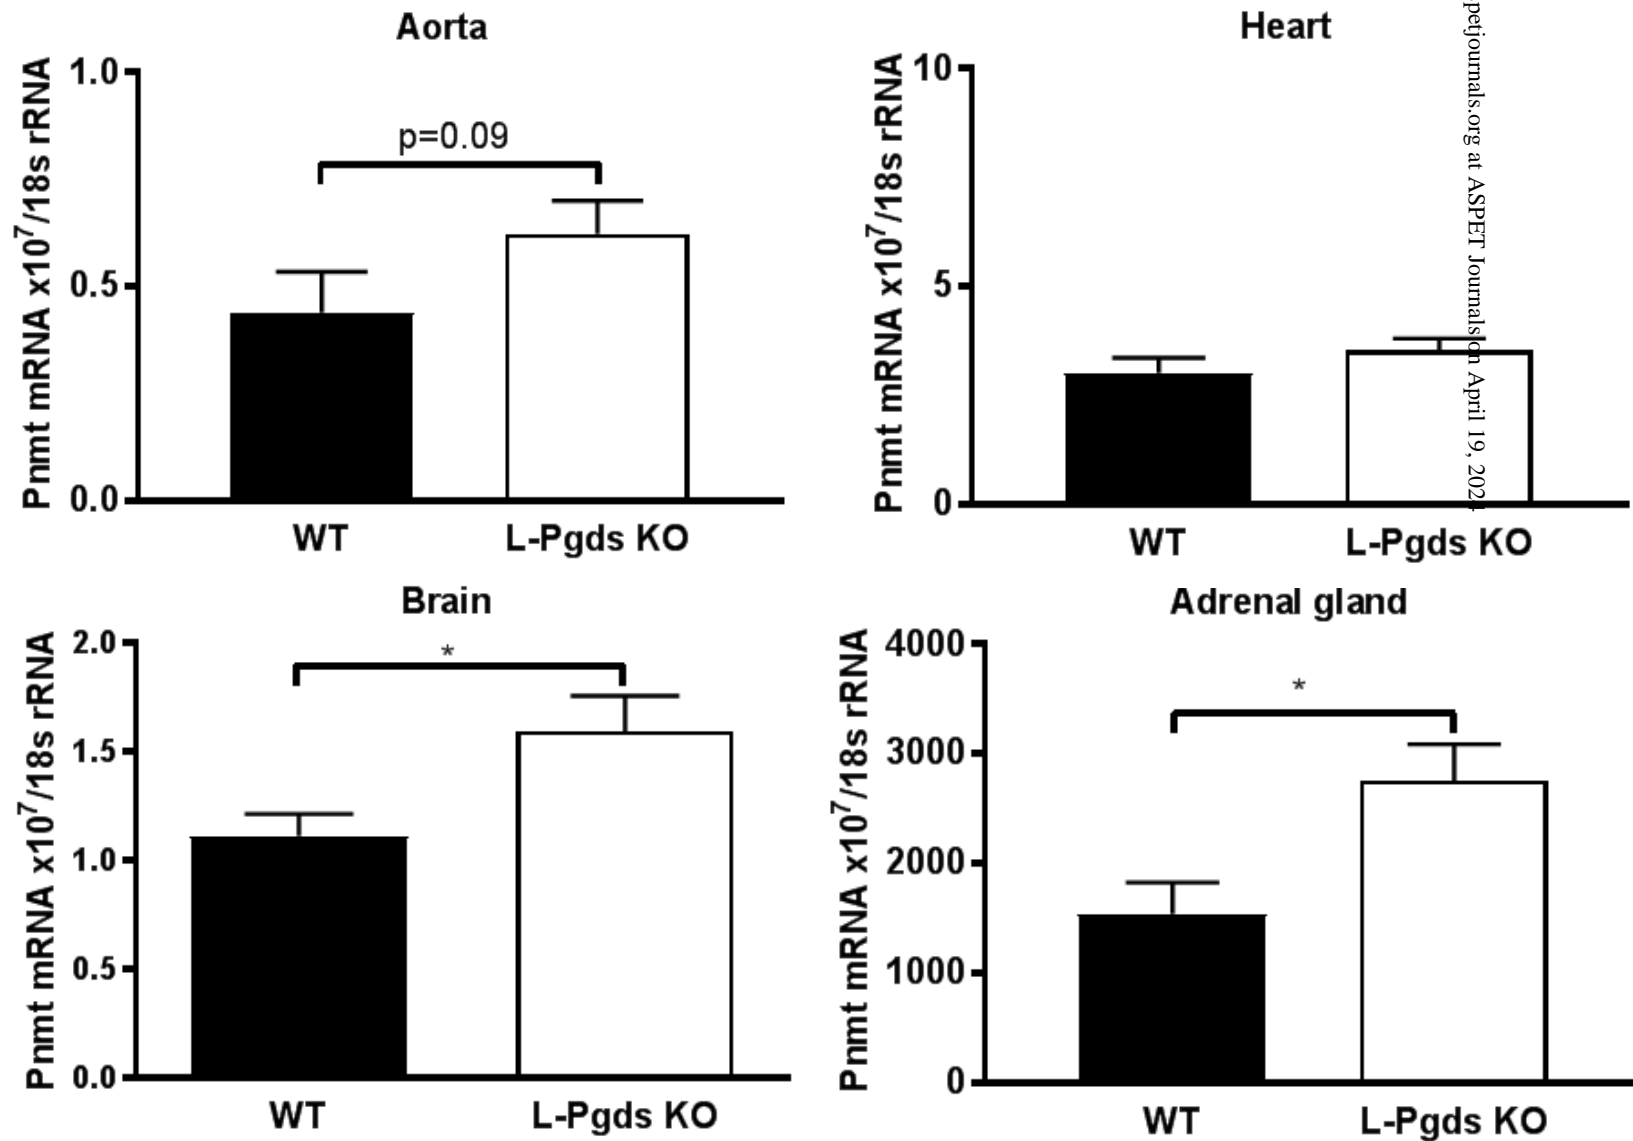 Aorta
Pnmt mRNA x10⁷/18s rRNA
1.0
0.5
0.0
p=0.09
WT
L-Pgds KO
Heart
Pnmt mRNA x10⁷/18s rRNA
10
5
0
WT
L-Pgds KO
petjournals.org at ASPET Journals on April 19, 202
Brain
Pnmt mRNA x10⁷/18s rRNA
2.0
1.5
1.0
0.5
0.0
*
WT
L-Pgds KO
Adrenal gland
Pnmt mRNA x10⁷/18s rRNA
4000
3000
2000
1000
0
*
WT
L-Pgds KO